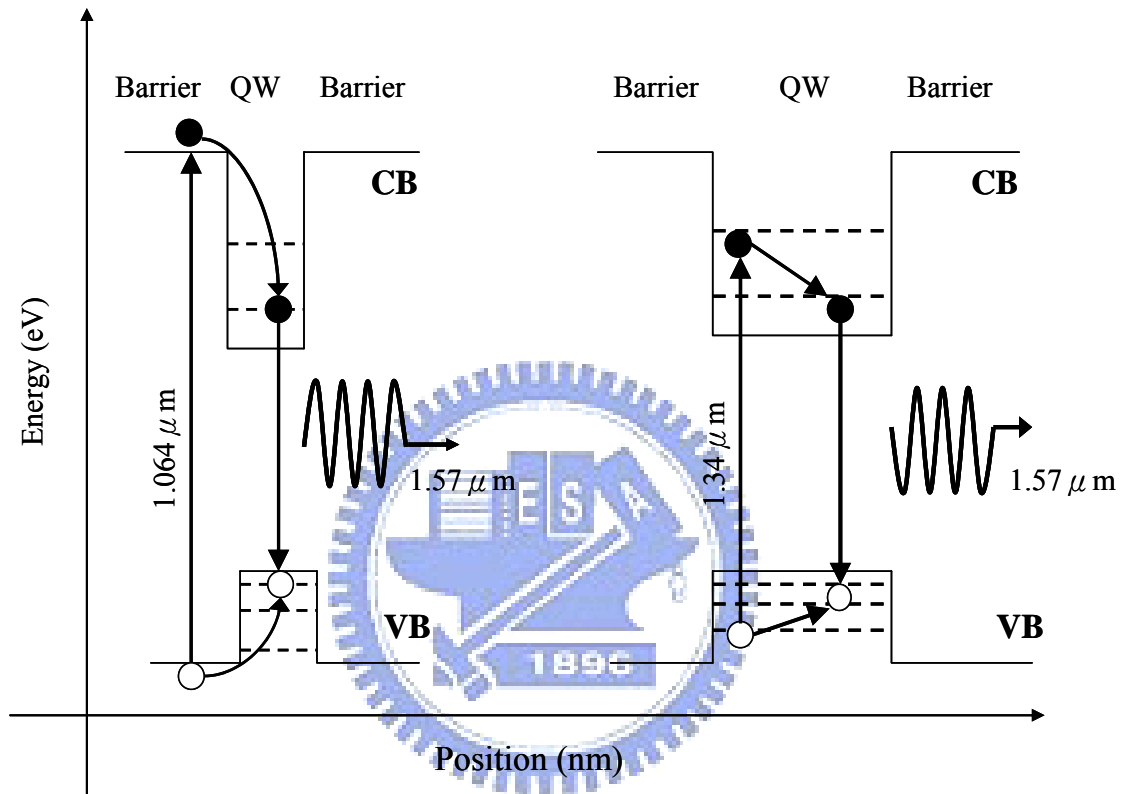 Barrier QW Barrier
Barrier QW Barrier
CB
CB
Energy (eV)
1.064 μm
1.57 μm
1.34 μm
1.57 μm
ESA
VB
VB
1896
Position (nm)